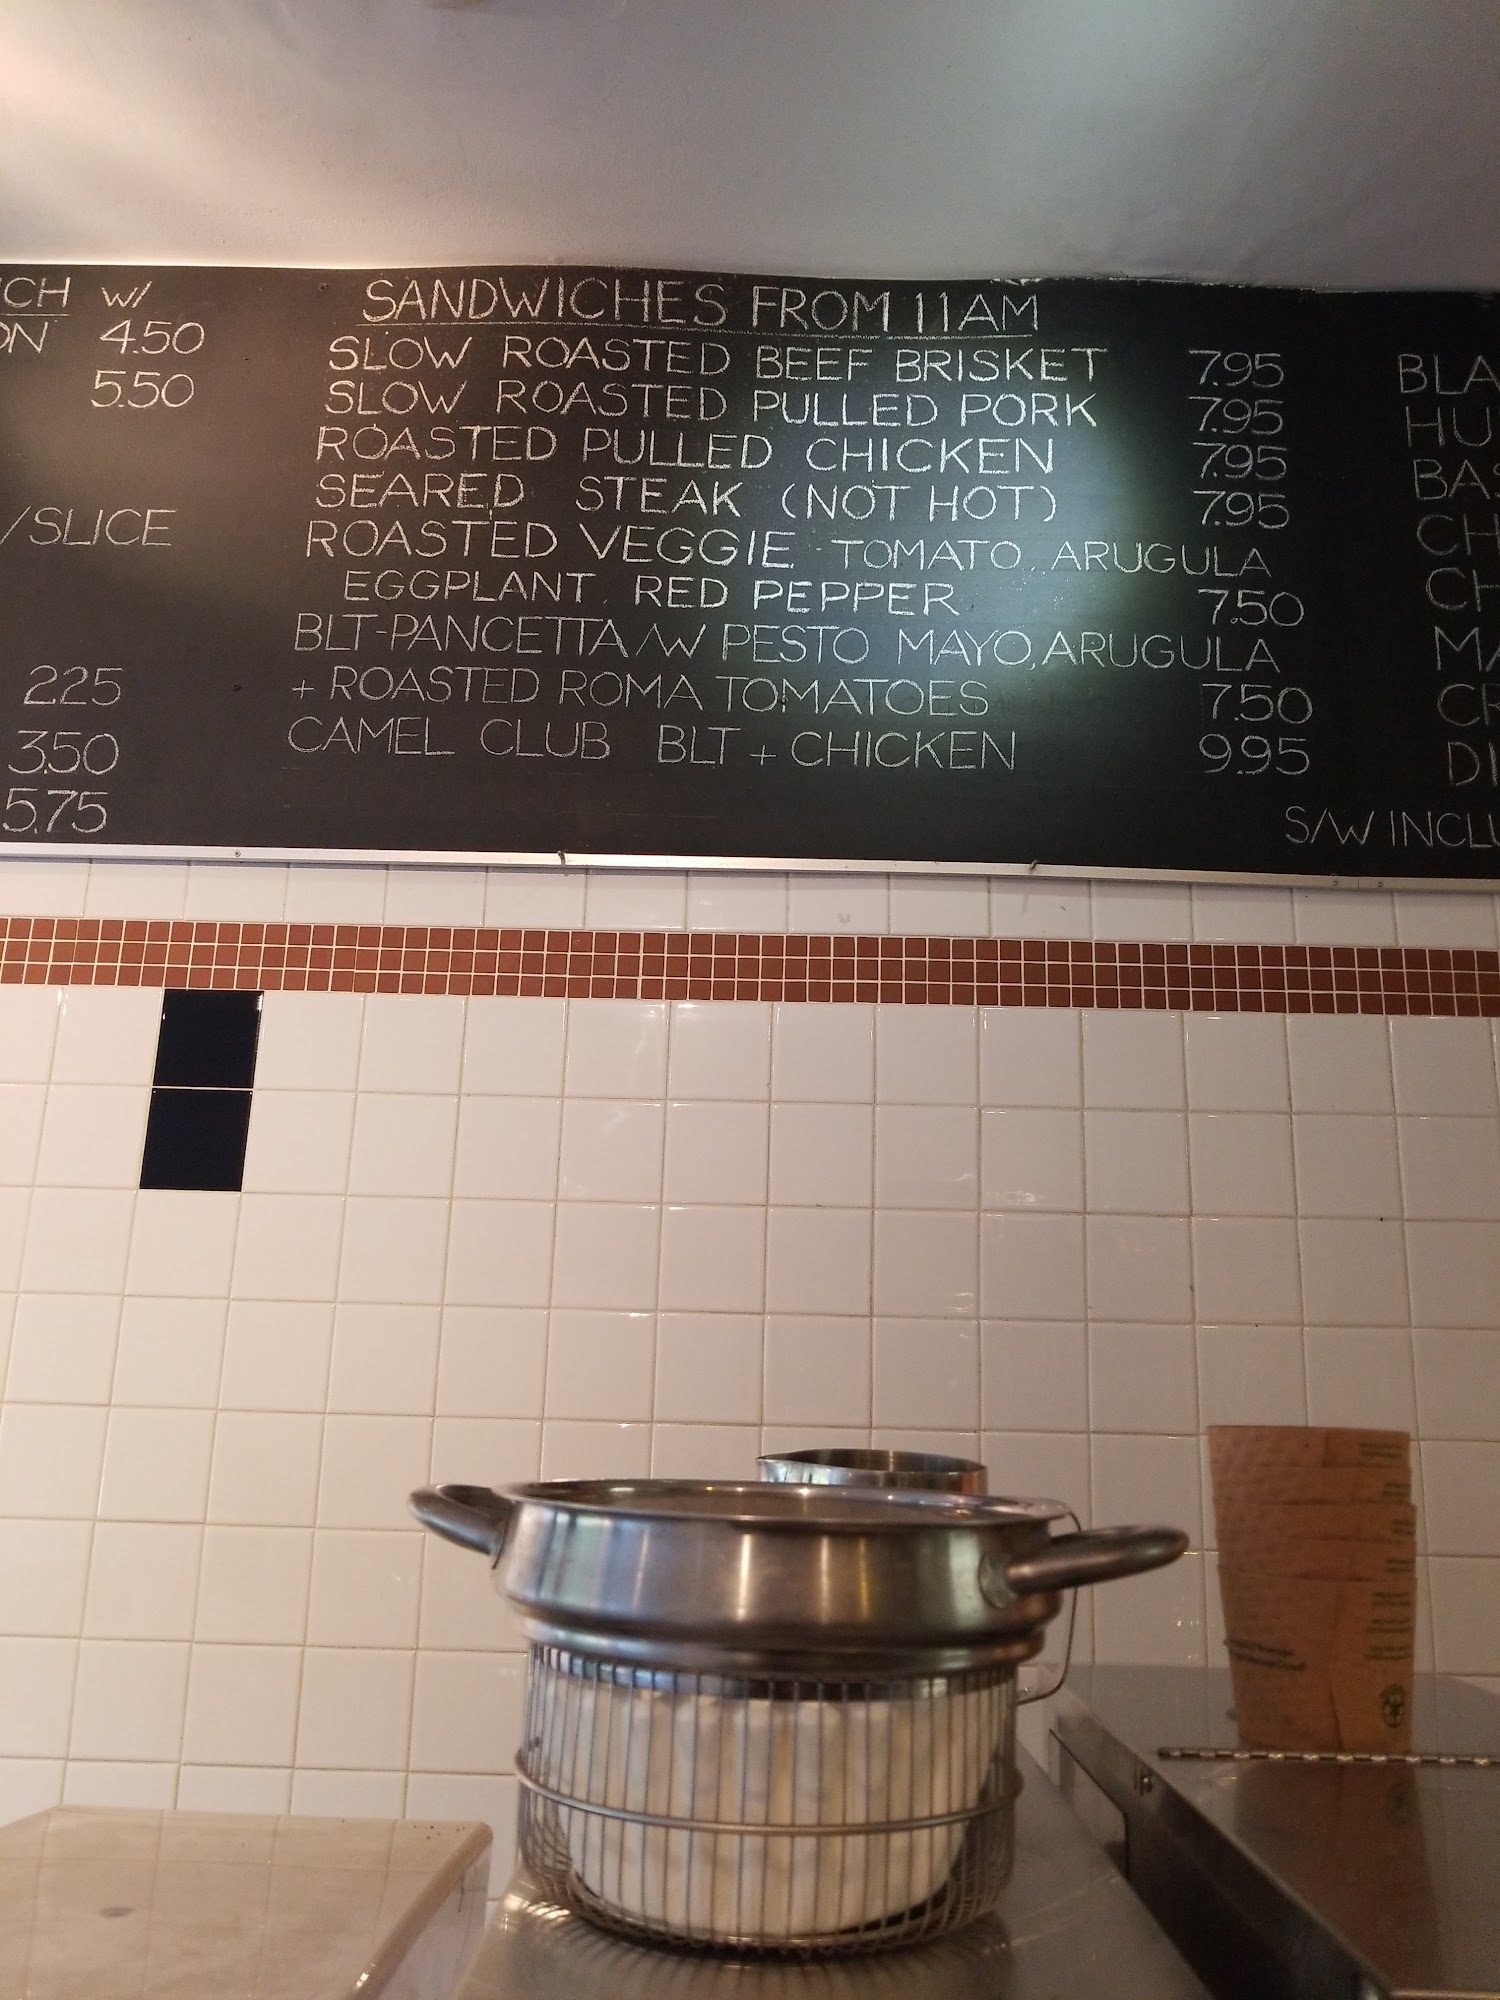 W/
4.50
5.50
/SLICE
2.25
3.50
5.75
SANDWICHES FROM 11AM
SLOW ROASTED BEEF BRISKET 7.95
SLOW ROASTED PULLED PORK 7.95
ROASTED PULLED CHICKEN 7.95
SEARED STEAK (NOT HOT) 7.95
ROASTED VEGGIE TOMATO, ARUGULA
EGGPLANT, RED PEPPER 7.50
BLT-PANCETTA /W PESTO MAYO, ARUGULA
+ ROASTED ROMA TOMATOES 7.50
CAMEL CLUB BLT + CHICKEN 9.95
S/W